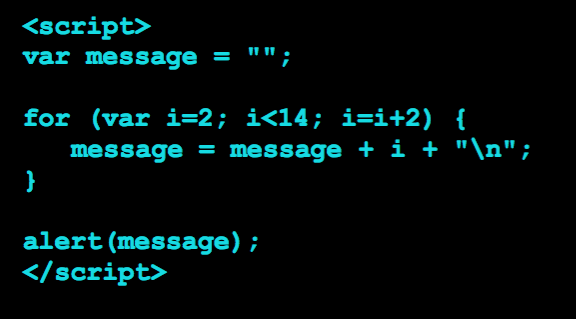 <script>
var message = "";
for (var i=2; i<14; i=i+2) {
   message = message + i + "\n";
}
alert(message);
</script>